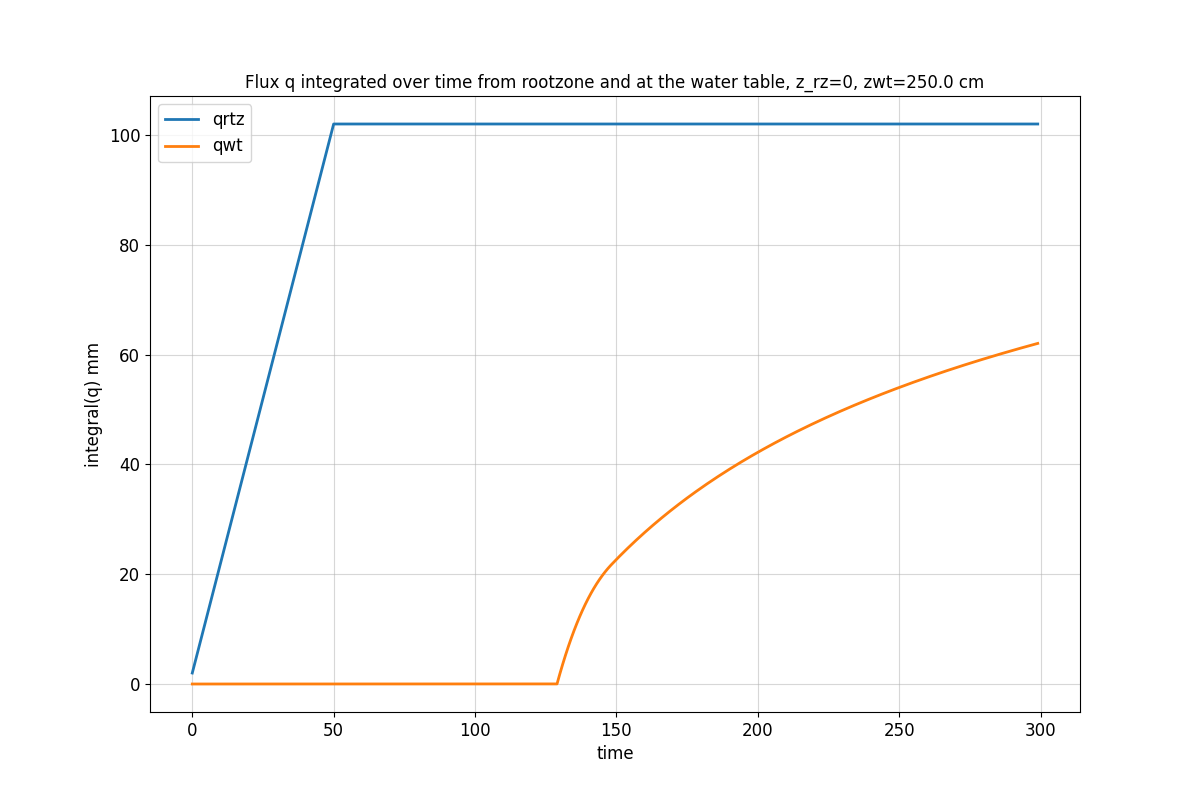 Flux q integrated over time from rootzone and at the water table, z_rz=0, zwt=250.0 cm
qrtz
qwt
100
80
60
40
20
0
integral(q) mm
0 50 100 150 200 250 300
time